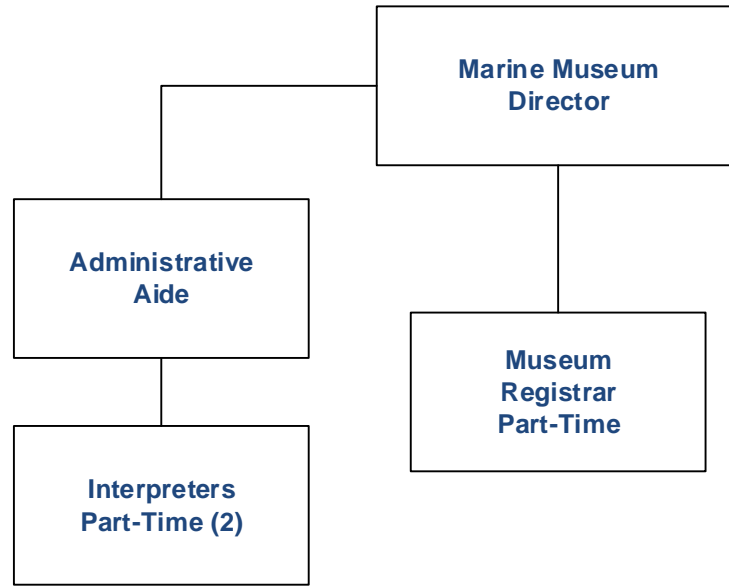 Marine Museum
Director
Administrative
Aide
Museum
Registrar
Part-Time
Interpreters
Part-Time (2)